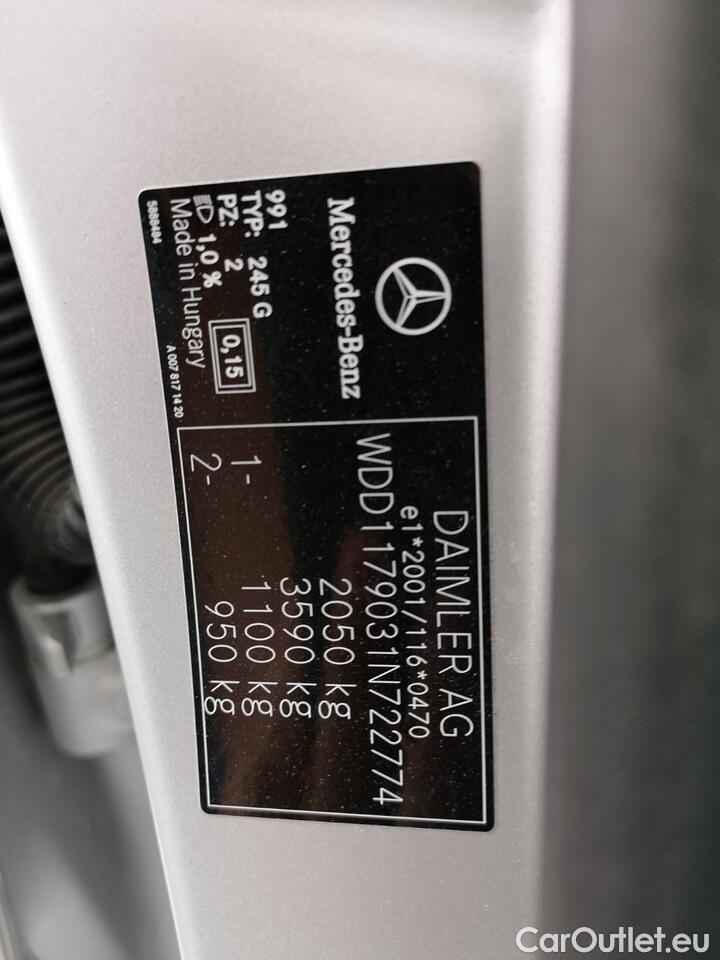 Mercedes-Benz
991
TYP: 245 G
PZ: 2 0,15
1,0 %
Made in Hungary
5888484
A 007 817 14 20
DAIMLER AG
e1*2001/116*0470
WDD1179031N722774
2050 kg
3590 kg
1- 1100 kg
2- 950 kg
CarOutlet.eu